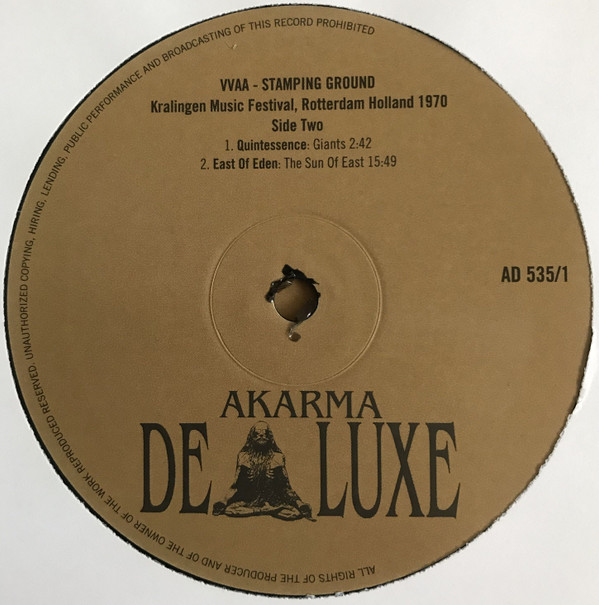 VVAA - STAMPING GROUND
Kralingen Music Festival, Rotterdam Holland 1970
Side Two
1. Quintessence: Giants 2:42
2. East Of Eden: The Sun Of East 15:49
AD 535/1
AKARMA
DE LUXE
ALL RIGHTS OF THE PRODUCER AND OF THE OWNER OF THE WORK REPRODUCED RESERVED. UNAUTHORIZED COPYING, HIRING, LENDING, PUBLIC PERFORMANCE AND BROADCASTING OF THIS RECORD PROHIBITED